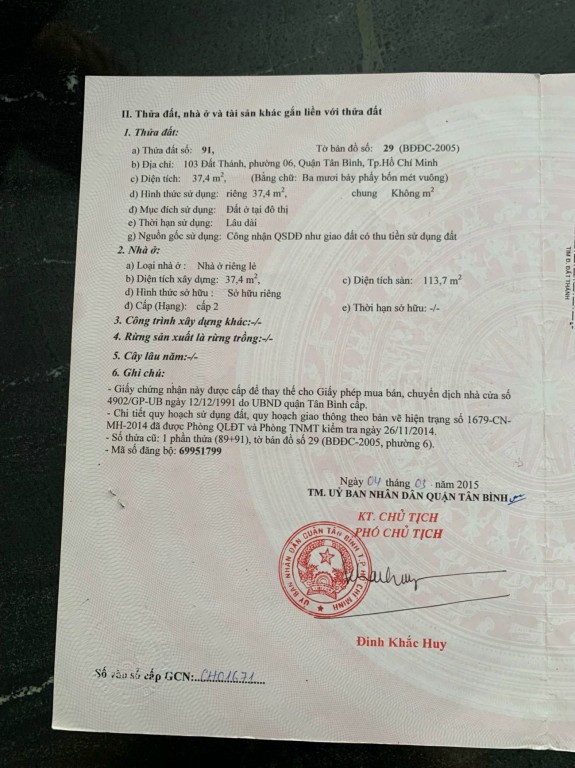 II. Thửa đất, nhà ở và tài sản khác gắn liền với thửa đất
1. Thửa đất:
a) Thửa đất số: 91, Tờ bản đồ số: 29 (BĐĐC-2005)
b) Địa chỉ: 103 Đất Thánh, phường 06, Quận Tân Bình, Tp.Hồ Chí Minh
c) Diện tích: 37,4 m², (Bằng chữ: Ba mươi bảy phẩy bốn mét vuông)
d) Hình thức sử dụng: riêng 37,4 m², chung Không m²
đ) Mục đích sử dụng: Đất ở tại đô thị
e) Thời hạn sử dụng: Lâu dài
g) Nguồn gốc sử dụng: Công nhận QSDĐ như giao đất có thu tiền sử dụng đất
2. Nhà ở:
a) Loại nhà ở : Nhà ở riêng lẻ
b) Diện tích xây dựng: 37,4 m², c) Diện tích sàn: 113,7 m²
d) Hình thức sở hữu : Sở hữu riêng
đ) Cấp (Hạng): cấp 2 e) Thời hạn sở hữu: -/-
3. Công trình xây dựng khác:-/-
4. Rừng sản xuất là rừng trồng:-/-
5. Cây lâu năm:-/-
6. Ghi chú:
- Giấy chứng nhận này được cấp để thay thế cho Giấy phép mua bán, chuyển dịch nhà cửa số
4902/GP-UB ngày 12/12/1991 do UBND quận Tân Bình cấp.
- Chi tiết quy hoạch sử dụng đất, quy hoạch giao thông theo bản vẽ hiện trạng số 1679-CN-
MH-2014 đã được Phòng QLĐT và Phòng TNMT kiểm tra ngày 26/11/2014.
- Số thửa cũ: 1 phần thửa (89+91), tờ bản đồ số 29 (BĐĐC-2005, phường 6).
- Mã số đăng bộ: 69951799
Ngày 04 tháng 03 năm 2015
TM. UỶ BAN NHÂN DÂN QUẬN TÂN BÌNH
KT. CHỦ TỊCH
PHÓ CHỦ TỊCH
ỦY BAN NHÂN DÂN QUẬN TÂN BÌNH T.P HỒ CHÍ MINH
Đinh Khắc Huy
Số vào sổ cấp GCN:..CH01671
ĐẤT THÁNH